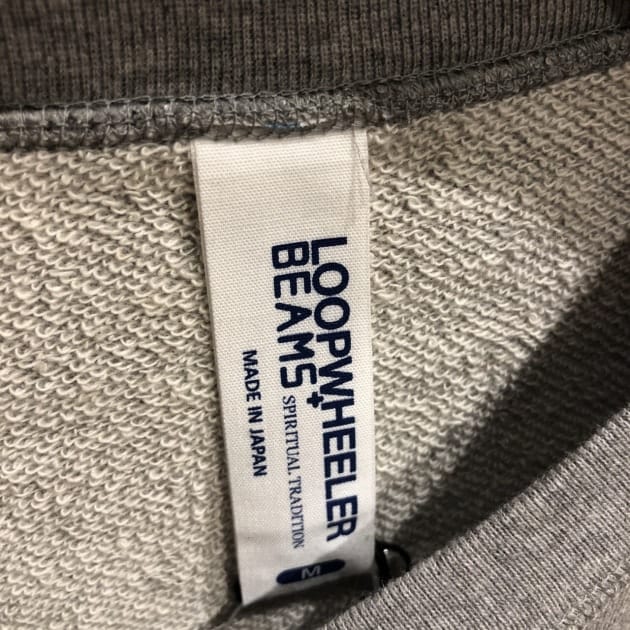 LOOPWHEELER
+
BEAMS
SPIRITUAL TRADITION
MADE IN JAPAN
M